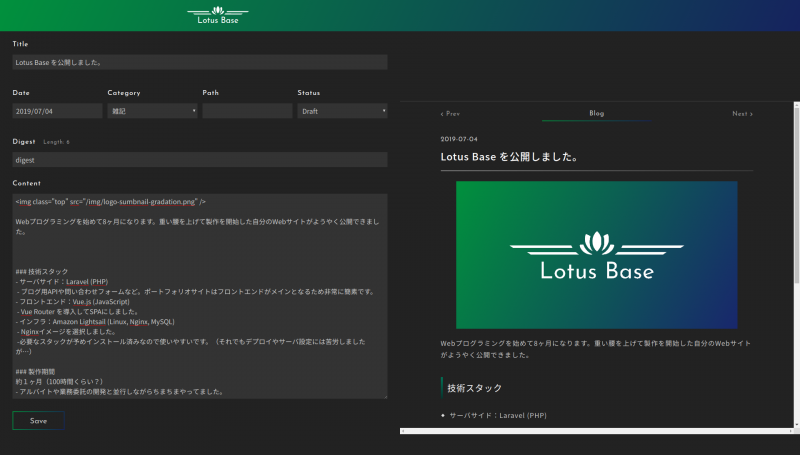 Lotus Base
Title
Lotus Base を公開しました。
Date
Category
Path
Status
2019/07/04
雑記
Draft
Digest Length: 6
digest
Content
<img class="top" src="/img/logo-sumbnail-gradation.png" />
Webプログラミングを始めて8ヶ月になります。重い腰を上げて製作を開始した自分のWebサイトがようやく公開できまし
た。
### 技術スタック
- サーバサイド：Laravel (PHP)
- ブログ用APIや問い合わせフォームなど。ポートフォリオサイトはフロントエンドがメインとなるため非常に簡素です。
- フロントエンド：Vue.js (JavaScript)
- Vue Router を導入してSPAにしました。
- インフラ：Amazon Lightsail (Linux, Nginx, MySQL)
- Nginxイメージを選択しました。
-必要なスタックが予めインストール済みなので使いやすいです。（それでもデプロイやサーバ設定には苦労しました
が…）
### 製作期間
約１ヶ月（100時間くらい？）
- アルバイトや業務委託の開発と並行しながらちまちまやってました。
Save
‹ Prev
Blog
Next ›
2019-07-04
Lotus Base を公開しました。
Lotus Base
Webプログラミングを始めて8ヶ月になります。重い腰を上げて製作を開始した自分のWebサイト
がようやく公開できました。
技術スタック
サーバサイド：Laravel (PHP)